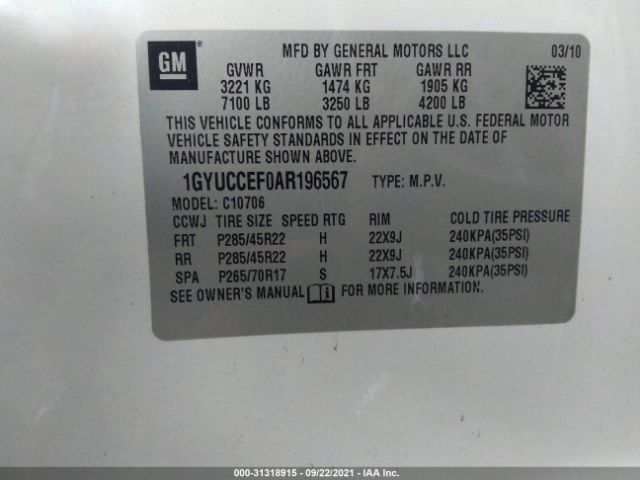 GM
MFD BY GENERAL MOTORS LLC 03/10
GVWR GAWR FRT GAWR RR
3221 KG 1474 KG 1905 KG
7100 LB 3250 LB 4200 LB
THIS VEHICLE CONFORMS TO ALL APPLICABLE U.S. FEDERAL MOTOR
VEHICLE SAFETY STANDARDS IN EFFECT ON THE DATE OF
MANUFACTURE SHOWN ABOVE.
1GYUCCEF0AR196567 TYPE: M.P.V.
MODEL: C10706
CCWJ TIRE SIZE SPEED RTG RIM COLD TIRE PRESSURE
FRT P285/45R22 H 22X9J 240KPA(35PSI)
RR P285/45R22 H 22X9J 240KPA(35PSI)
SPA P265/70R17 S 17X7.5J 240KPA(35PSI)
SEE OWNER'S MANUAL FOR MORE INFORMATION.
000-31318915 - 09/22/2021 - IAA Inc.